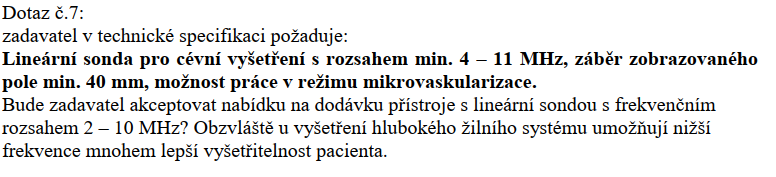 Dotaz č.7:
zadavatel v technické specifikaci požaduje:
Lineární sonda pro cévní vyšetření s rozsahem min. 4 – 11 MHz, záběr zobrazovaného
pole min. 40 mm, možnost práce v režimu mikrovaskularizace.
Bude zadavatel akceptovat nabídku na dodávku přístroje s lineární sondou s frekvenčním
rozsahem 2 – 10 MHz? Obzvláště u vyšetření hlubokého žilního systému umožňují nižší
frekvence mnohem lepší vyšetřitelnost pacienta.